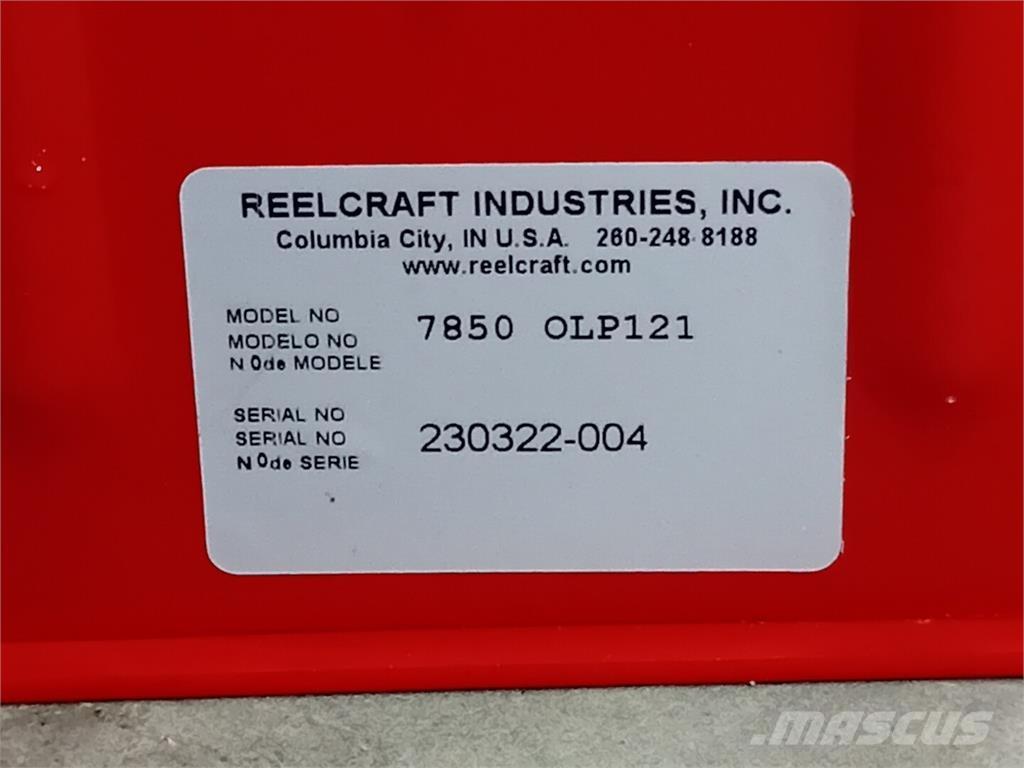 REELCRAFT INDUSTRIES, INC.
Columbia City, IN U.S.A. 260-248-8188
www.reelcraft.com
MODEL NO
MODELO NO
N 0de MODELE
7850 OLP121
SERIAL NO
SERIAL NO
N 0de SERIE
230322-004
MASCUS